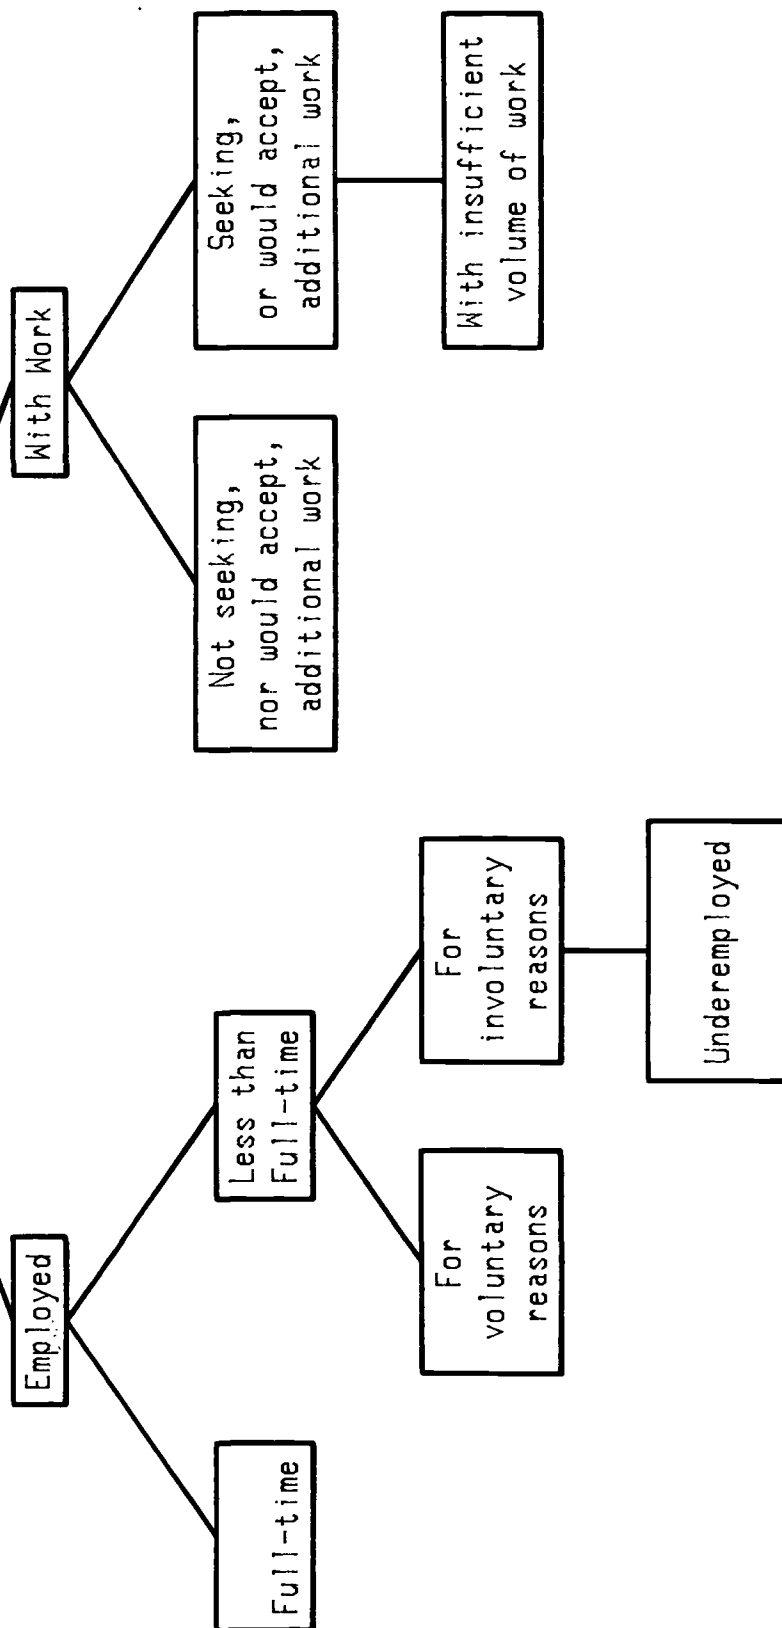 Employed
Full-time
Less than
Full-time
For
voluntary
reasons
For
involuntary
reasons
Underemployed
With Work
Not seeking,
nor would accept,
additional work
Seeking,
or would accept,
additional work
With insufficient
volume of work